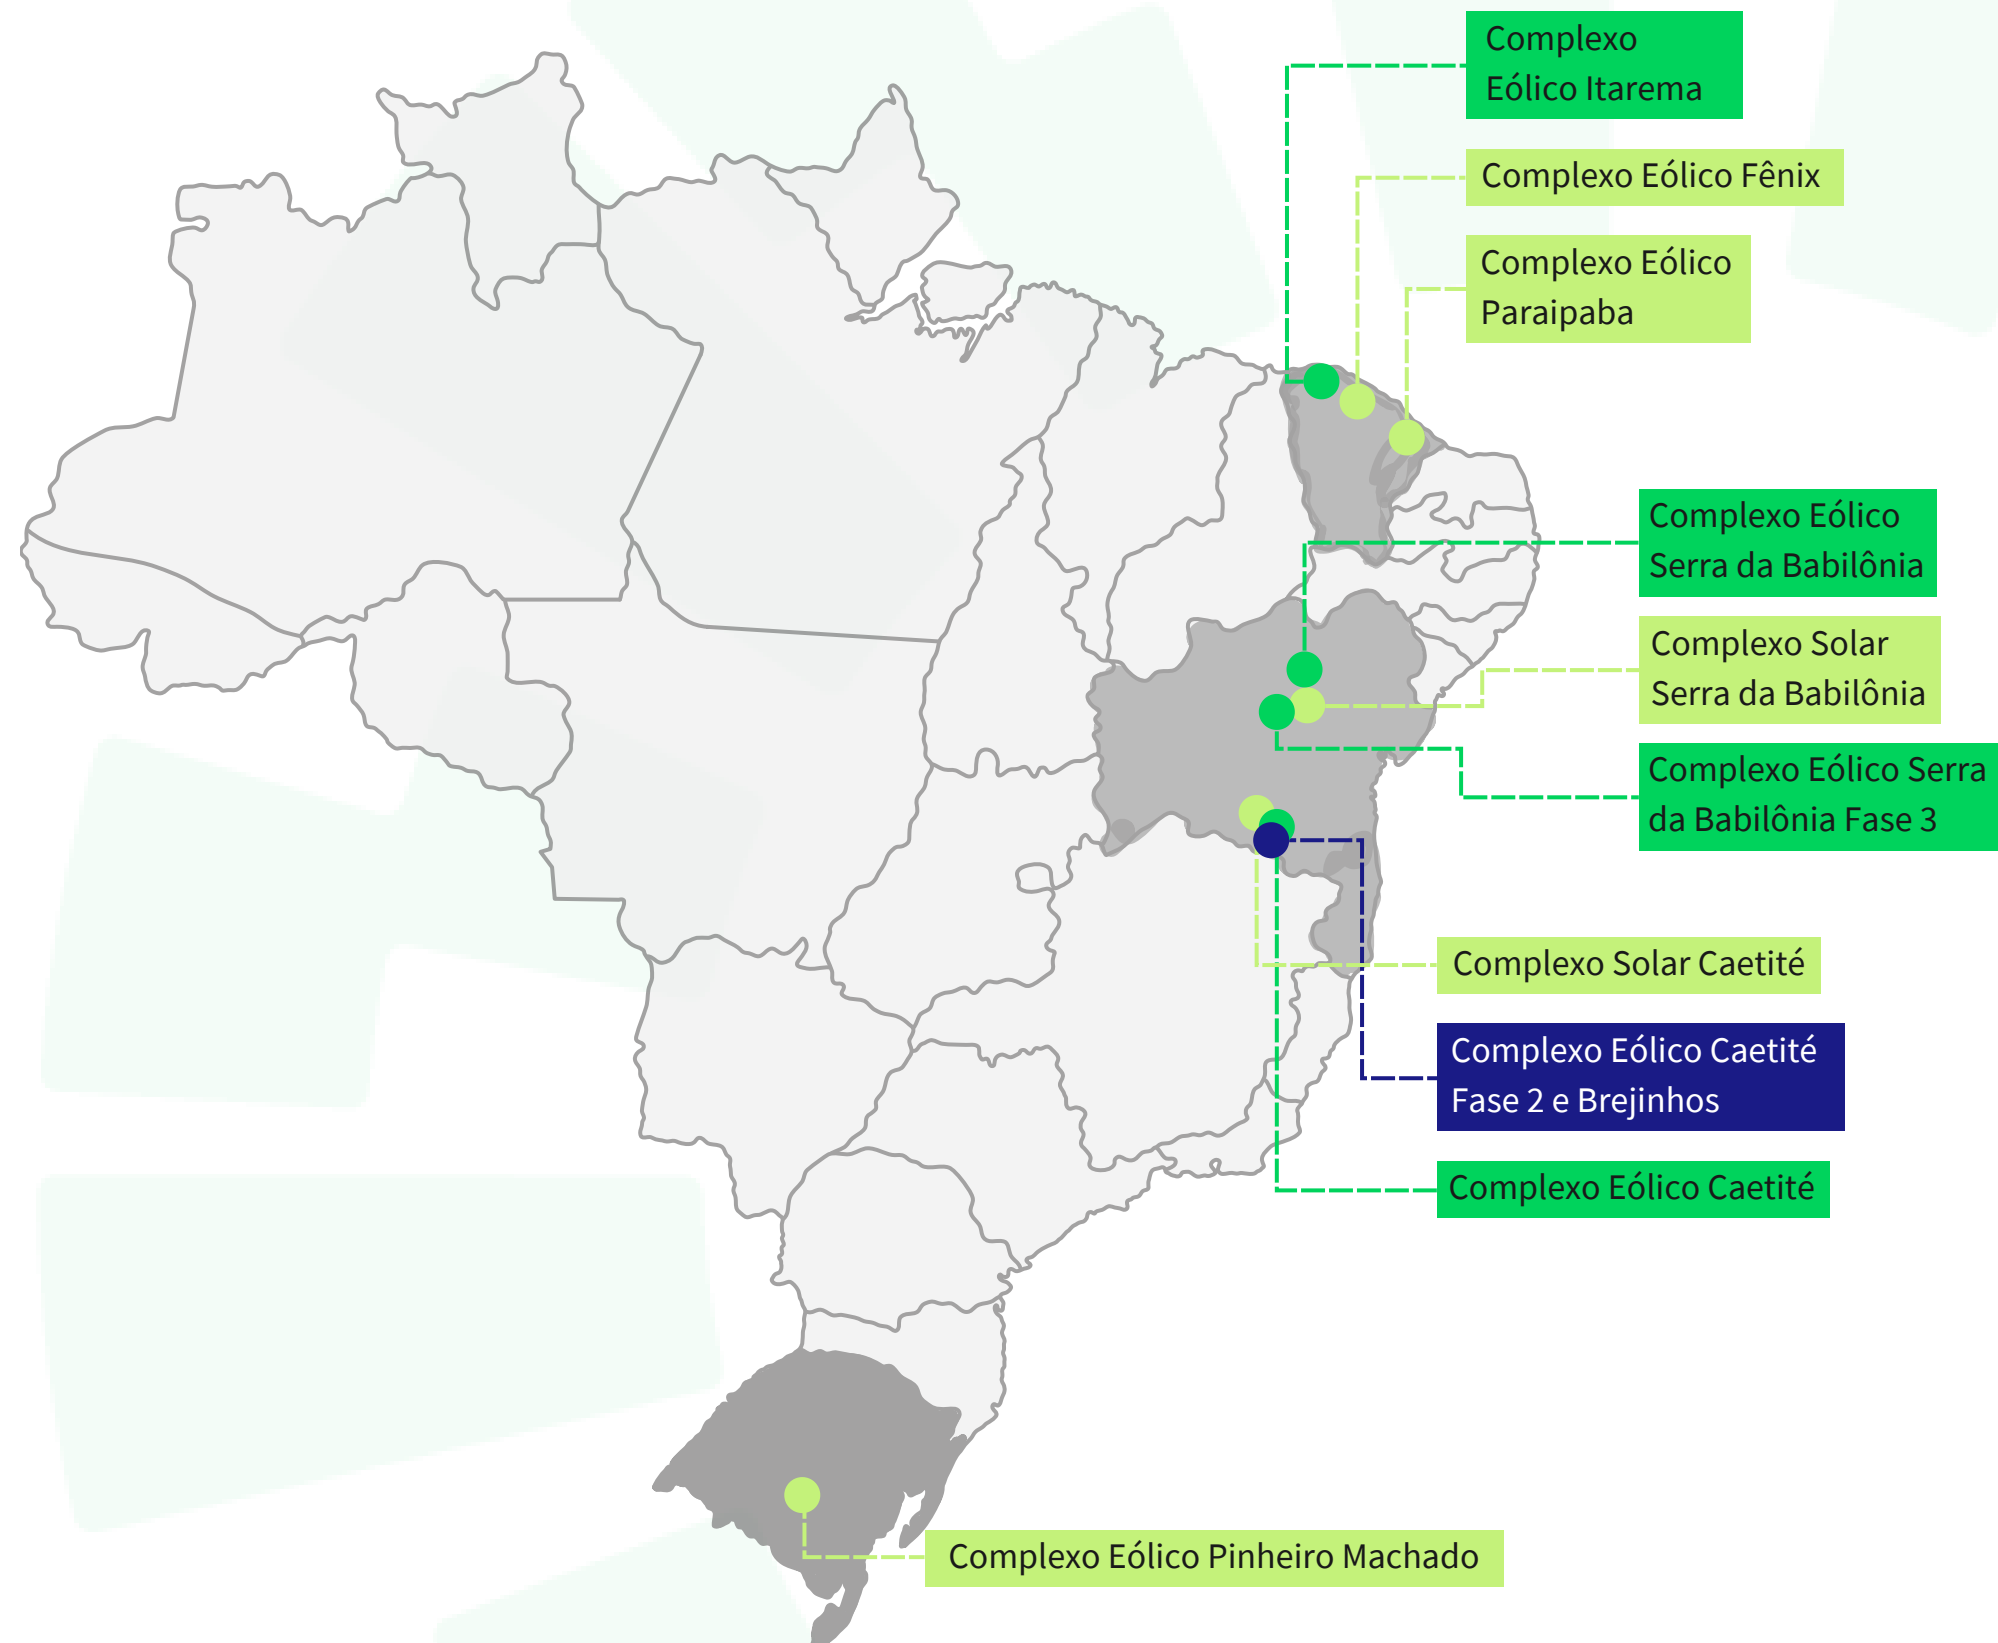 Complexo
Eólico Itarema
Complexo Eólico Fênix
Complexo Eólico
Paraipaba
Complexo Eólico
Serra da Babilônia
Complexo Solar
Serra da Babilônia
Complexo Eólico Serra
da Babilônia Fase 3
Complexo Solar Caetité
Complexo Eólico Caetité
Fase 2 e Brejinhos
Complexo Eólico Caetité
Complexo Eólico Pinheiro Machado